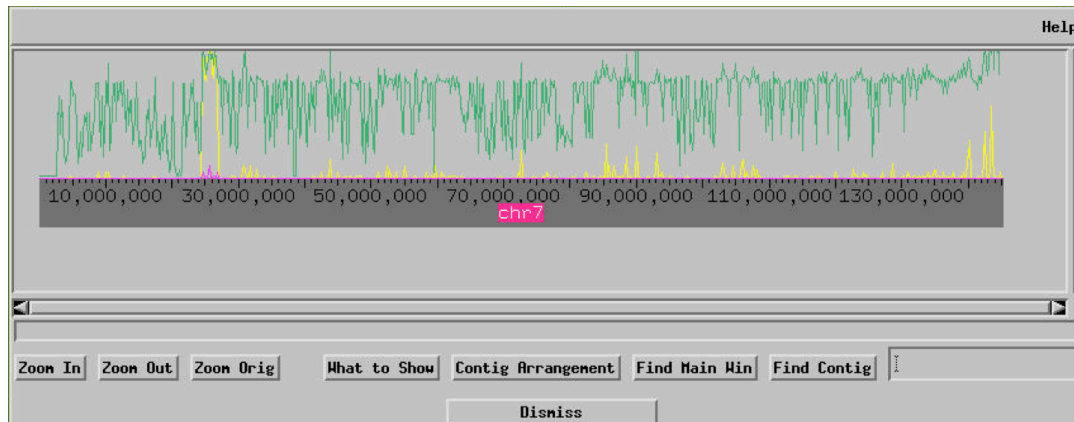 Help
10,000,000 30,000,000 50,000,000 70,000,000 90,000,000 110,000,000 130,000,000
chr7
Zoom In Zoom Out Zoom Orig What to Show Contig Arrangement Find Main Win Find Contig
Dismiss